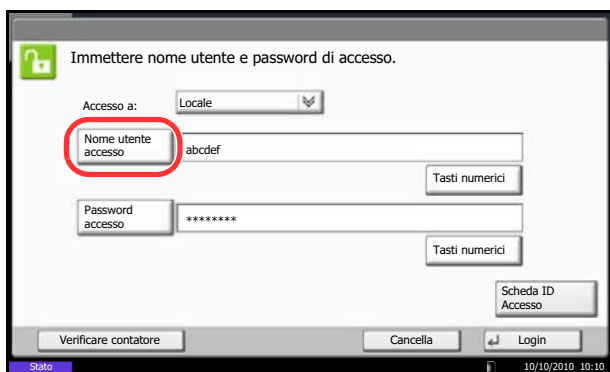 Immettere nome utente e password di accesso.
Accesso a:
Locale
Nome utente
accesso
abcdef
Tasti numerici
Password
accesso
********
Tasti numerici
Scheda ID
Accesso
Verificare contatore
Cancella
Login
Stato
10/10/2010 10:10